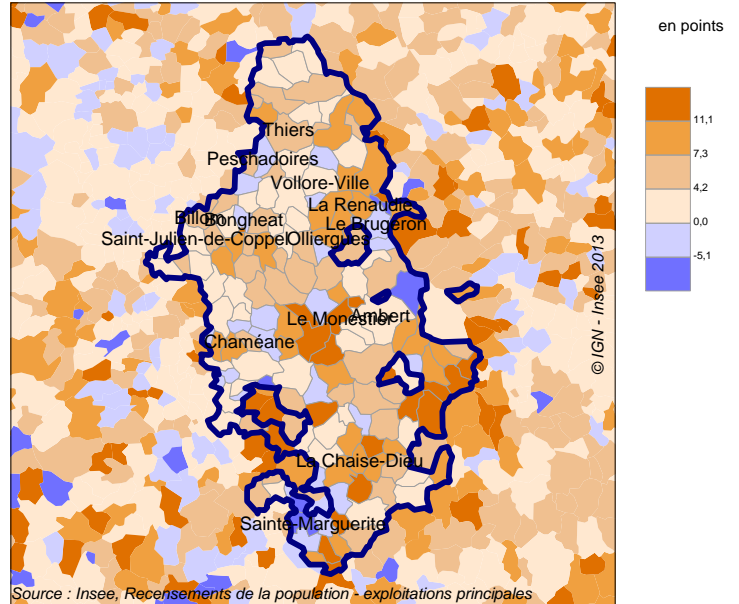 en points
11,1
7,3
4,2
0,0
-5,1
Thiers
Peschadoires
Vollore-Ville
La Renaudie
Billom
Bongheat
Le Brugeron
Saint-Julien-de-Coppel
Olliergues
© IGN - Insee 2013
Ambert
Le Monestier
Chaméane
La Chaise-Dieu
Sainte-Marguerite
Source : Insee, Recensements de la population - exploitations principales